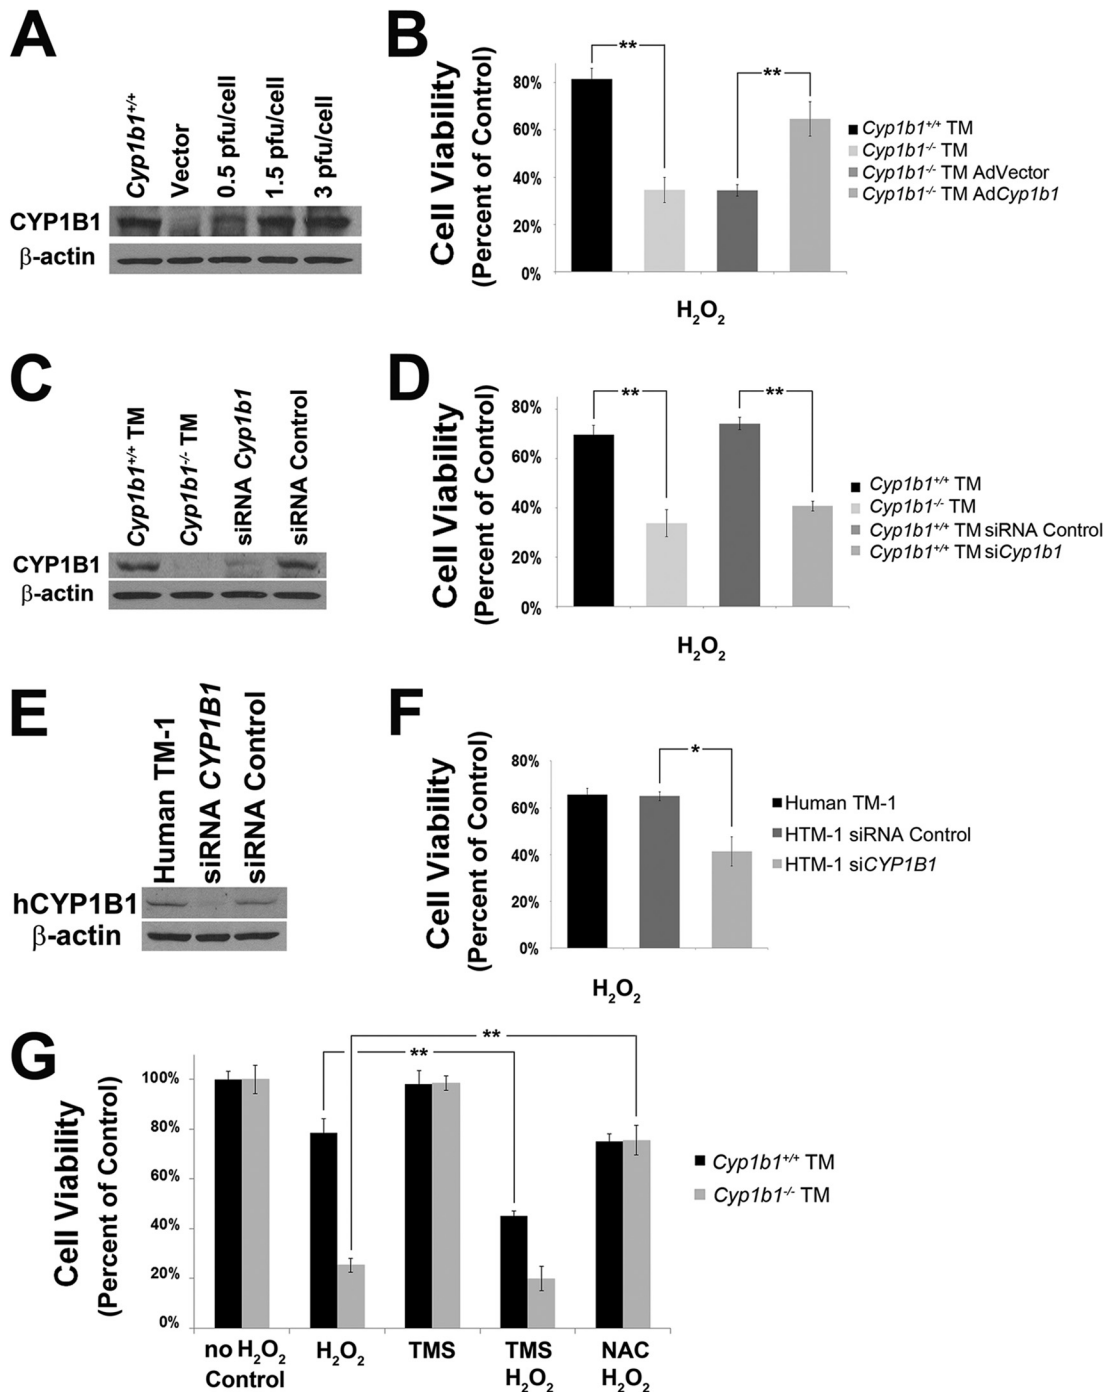 A
Cyp1b1+/+
Vector
0.5 pfu/cell
1.5 pfu/cell
3 pfu/cell
CYP1B1
β-actin
B
Cell Viability
(Percent of Control)
80%
60%
40%
20%
0%
**
**
H2O2
Cyp1b1+/+ TM
Cyp1b1-/- TM
Cyp1b1-/- TM AdVector
Cyp1b1-/- TM AdCyp1b1
C
Cyp1b1+/+ TM
Cyp1b1-/- TM
siRNA Cyp1b1
siRNA Control
CYP1B1
β-actin
D
Cell Viability
(Percent of Control)
80%
60%
40%
20%
0%
**
**
H2O2
Cyp1b1+/+ TM
Cyp1b1-/- TM
Cyp1b1+/+ TM siRNA Control
Cyp1b1+/+ TM siCyp1b1
E
Human TM-1
siRNA CYP1B1
siRNA Control
hCYP1B1
β-actin
F
Cell Viability
(Percent of Control)
80%
60%
40%
20%
0%
*
H2O2
Human TM-1
HTM-1 siRNA Control
HTM-1 siCYP1B1
G
Cell Viability
(Percent of Control)
100%
80%
60%
40%
20%
0%
**
**
no H2O2
Control
H2O2
TMS
TMS
H2O2
NAC
H2O2
Cyp1b1+/+ TM
Cyp1b1-/- TM